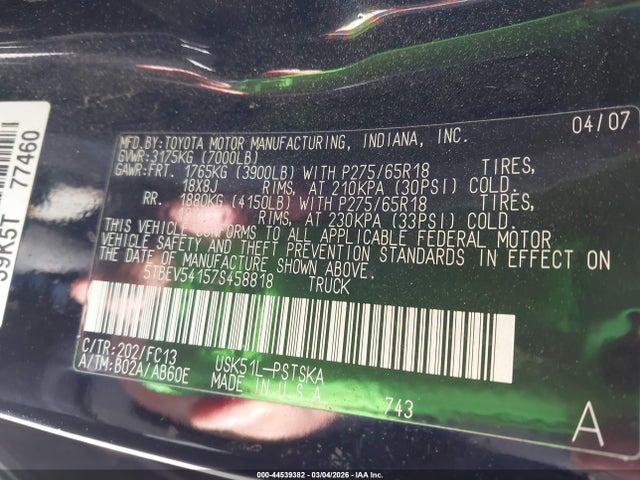 77460
59R5T
MFD.BY:TOYOTA MOTOR MANUFACTURING, INDIANA, INC. 04/07
GVWR:3175KG (7000LB)
GAWR:FRT. 1765KG (3900LB) WITH P275/65R18 TIRES,
18X8J RIMS, AT 210KPA (30PSI) COLD.
RR. 1880KG (4150LB) WITH P275/65R18 TIRES,
RIMS, AT 230KPA (33PSI) COLD.
THIS VEHICLE CONFORMS TO ALL APPLICABLE FEDERAL MOTOR
VEHICLE SAFETY AND THEFT PREVENTION STANDARDS IN EFFECT ON
THE DATE OF MANUFACTURE SHOWN ABOVE.
5TBEV54157S458818 TRUCK
C/TR:202/FC13 USK51L-PSTSKA
A/TM:B02A/AB60E MADE IN U.S.A.
743
A
000-44539382 - 03/04/2026 - IAA Inc.